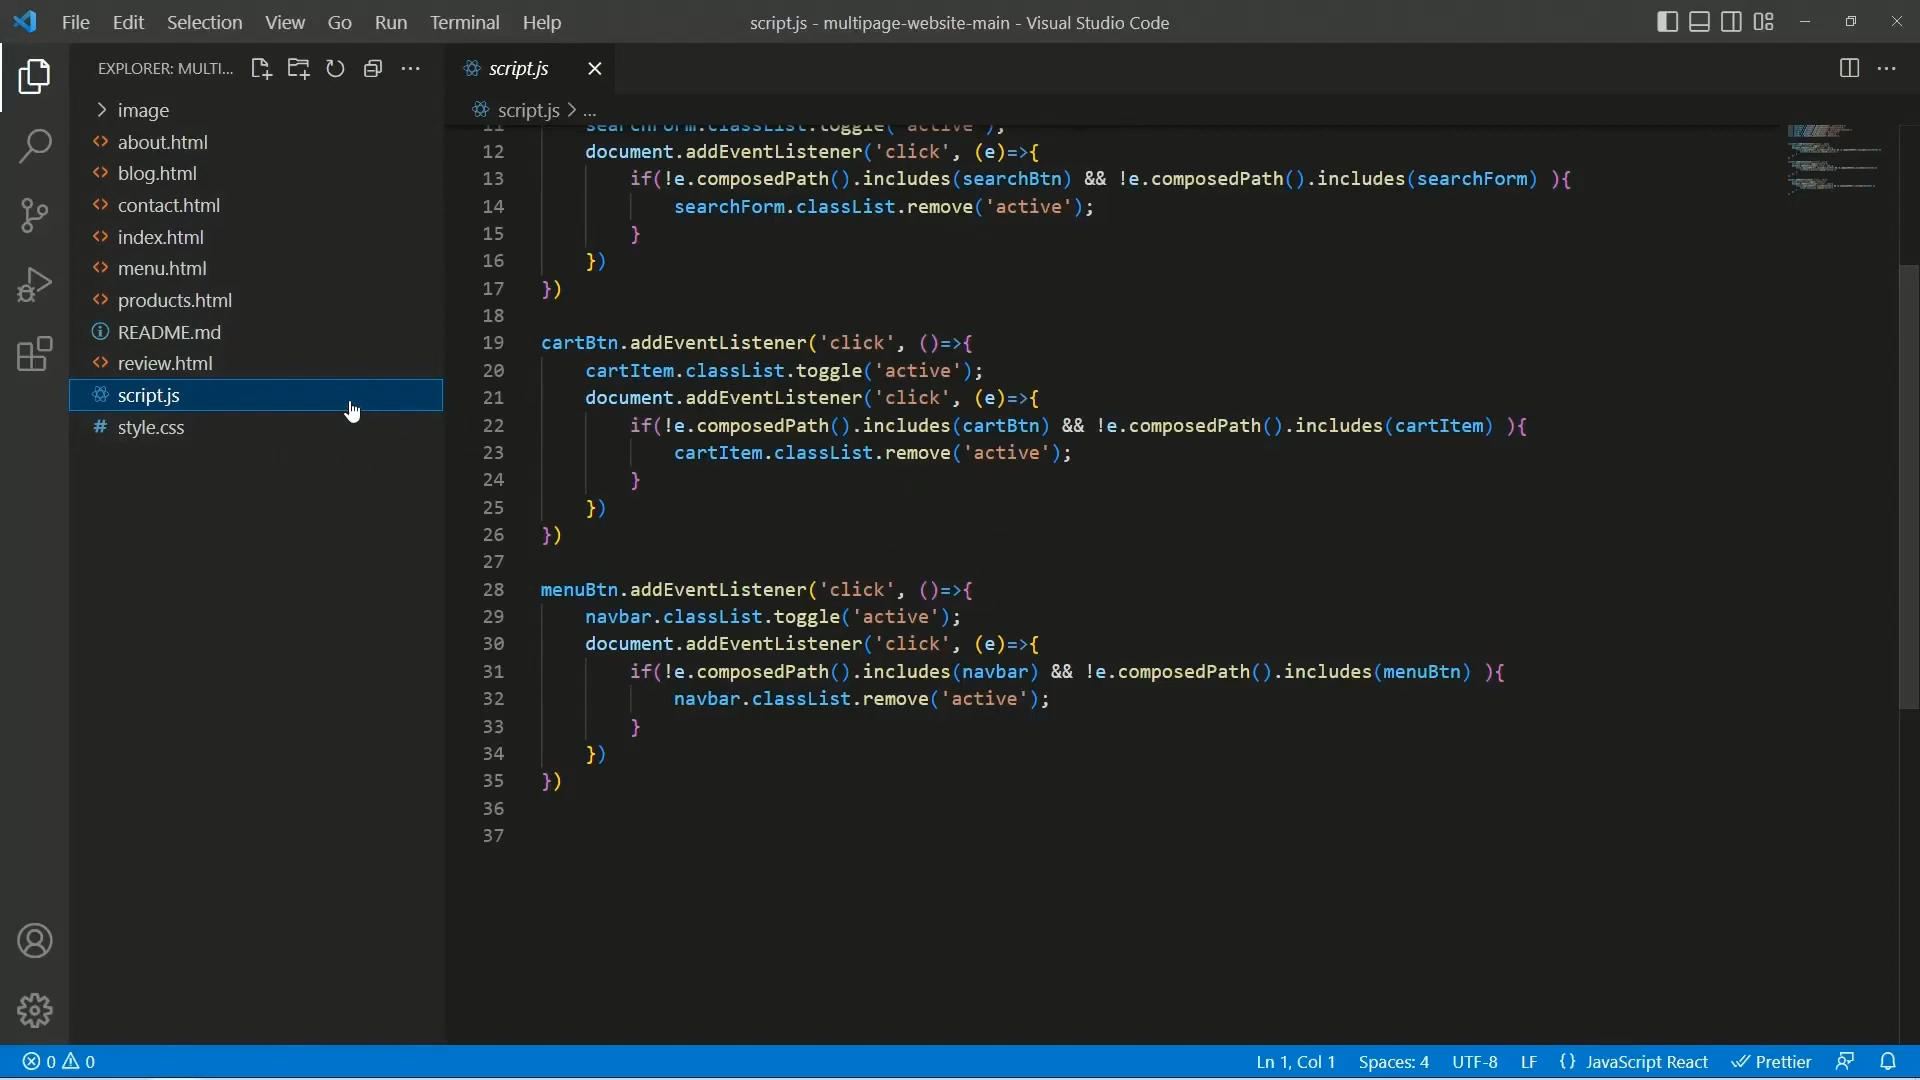 File Edit Selection View Go Run Terminal Help
script.js - multipage-website-main - Visual Studio Code
EXPLORER: MULTI...
image
about.html
blog.html
contact.html
index.html
menu.html
products.html
README.md
review.html
script.js
style.css
script.js
script.js > ...
11 searchForm.classList.toggle('active');
12 document.addEventListener('click', (e)=>{
13 if(!e.composedPath().includes(searchBtn) && !e.composedPath().includes(searchForm) ){
14 searchForm.classList.remove('active');
15 }
16 })
17 })
18
19 cartBtn.addEventListener('click', ()=>{
20 cartItem.classList.toggle('active');
21 document.addEventListener('click', (e)=>{
22 if(!e.composedPath().includes(cartBtn) && !e.composedPath().includes(cartItem) ){
23 cartItem.classList.remove('active');
24 }
25 })
26 })
27
28 menuBtn.addEventListener('click', ()=>{
29 navbar.classList.toggle('active');
30 document.addEventListener('click', (e)=>{
31 if(!e.composedPath().includes(navbar) && !e.composedPath().includes(menuBtn) ){
32 navbar.classList.remove('active');
33 }
34 })
35 })
36
37
0 0
Ln 1, Col 1 Spaces: 4 UTF-8 LF {} JavaScript React Prettier